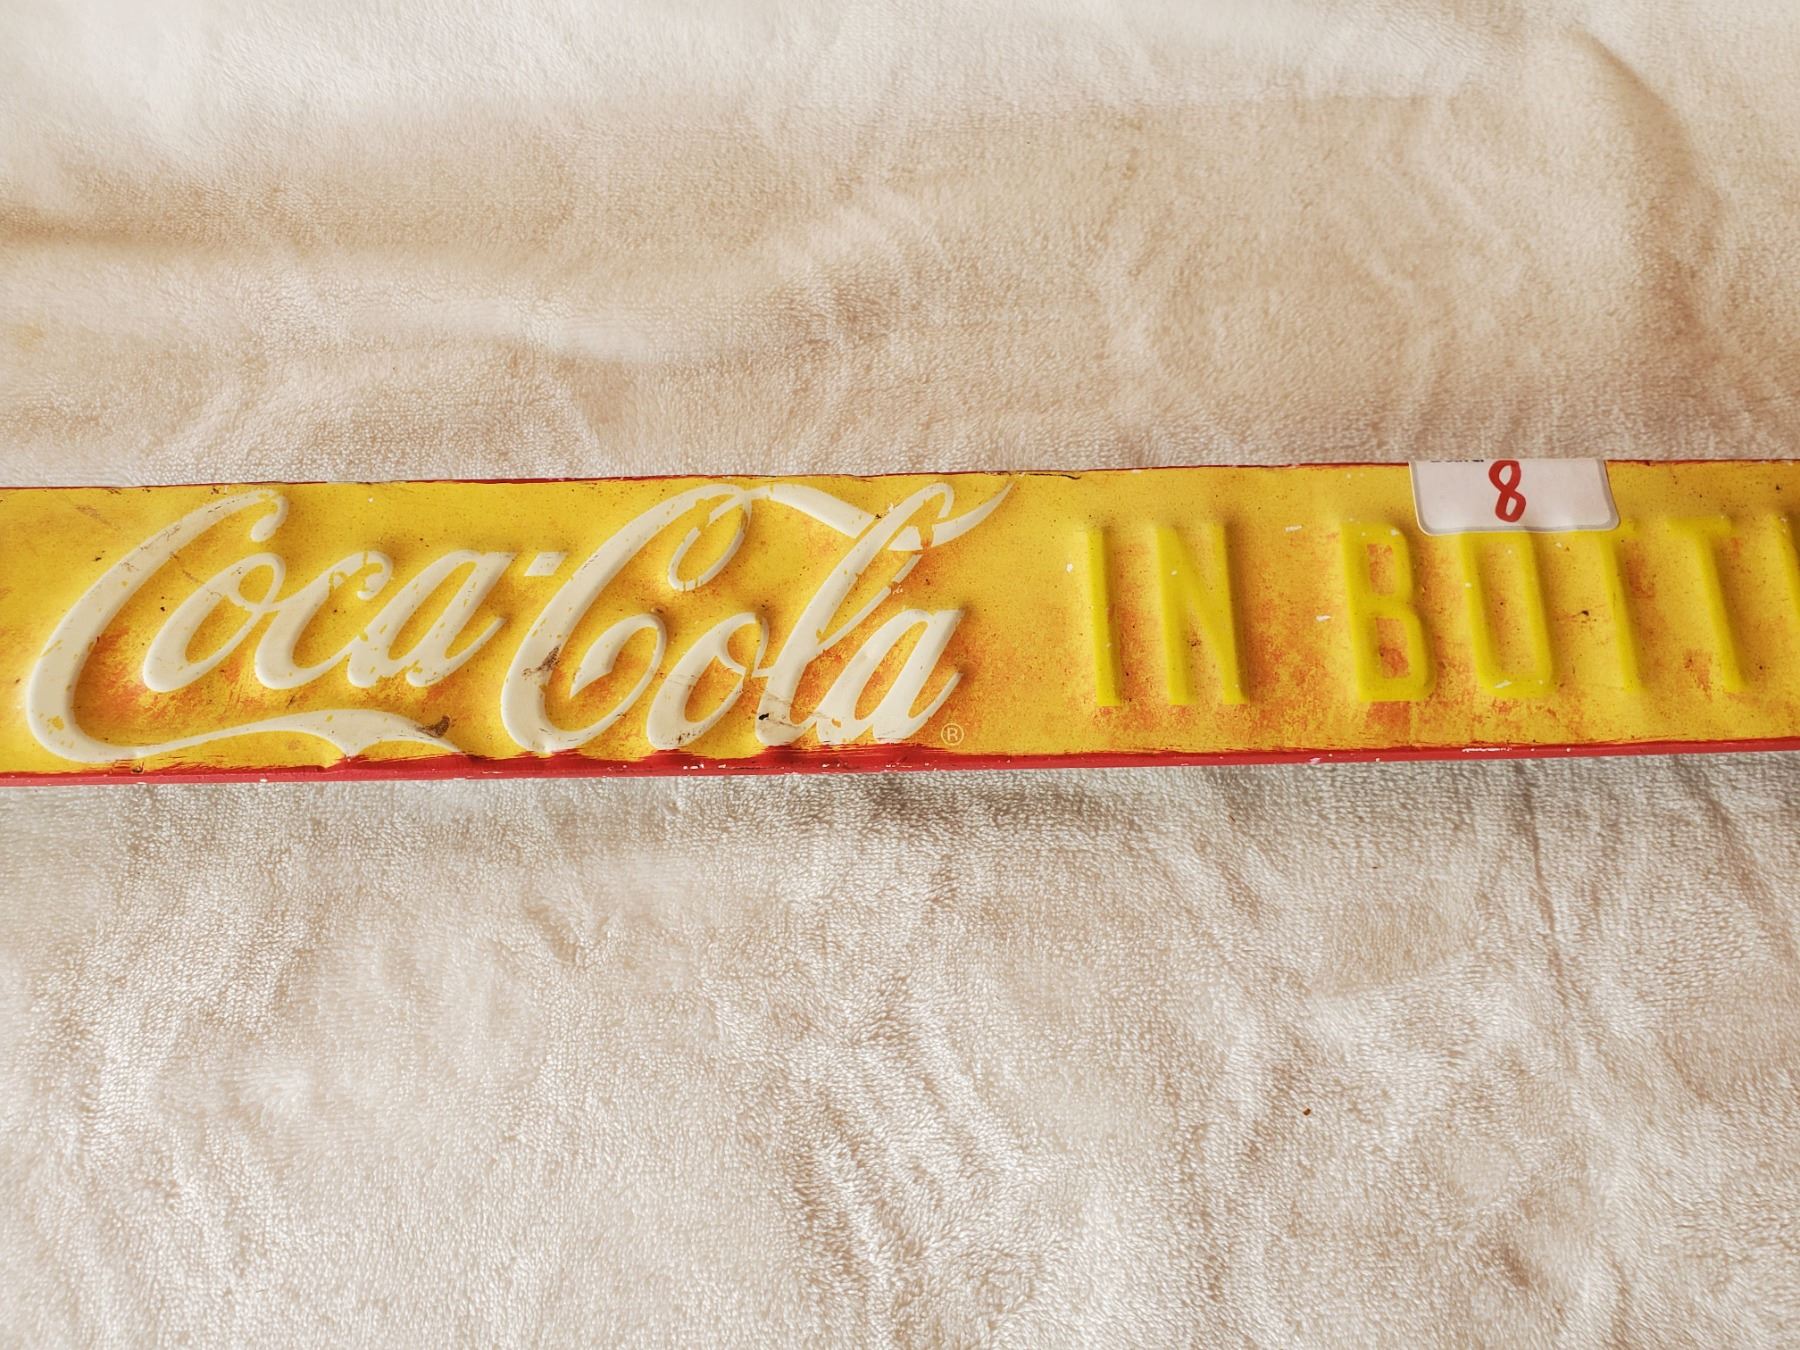 Coca-Cola ® IN BOTT
8